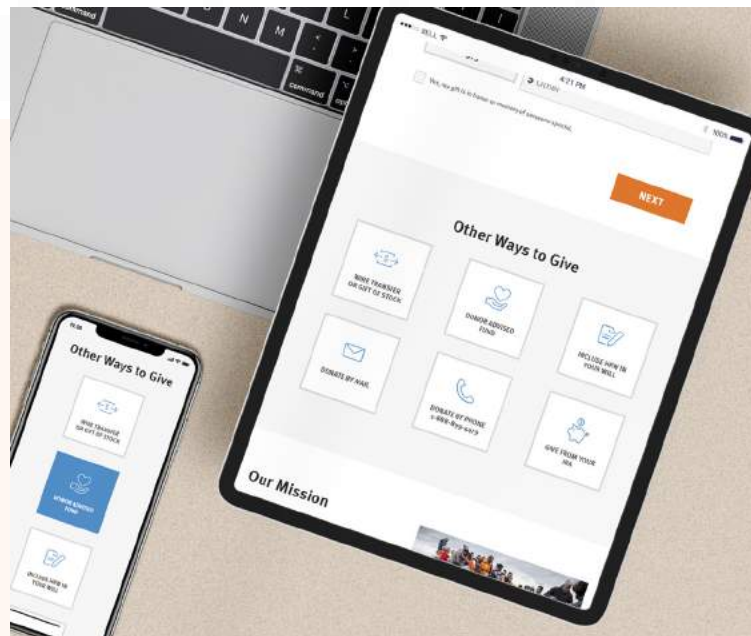 command
N
M
L
<
,
>
.
⌘
command
BELL
4:21 PM
100%
Yes, my gift is in honor or memory of someone special.
NEXT
Other Ways to Give
WIRE TRANSFER
OR GIFT OF STOCK
DONOR ADVISED
FUND
INCLUDE HRW IN
YOUR WILL
DONATE BY MAIL
DONATE BY PHONE
GIVE FROM YOUR
IRA
Our Mission
Other Ways to Give
WIRE TRANSFER
OR GIFT OF STOCK
DONOR ADVISED
FUND
INCLUDE HRW IN
YOUR WILL